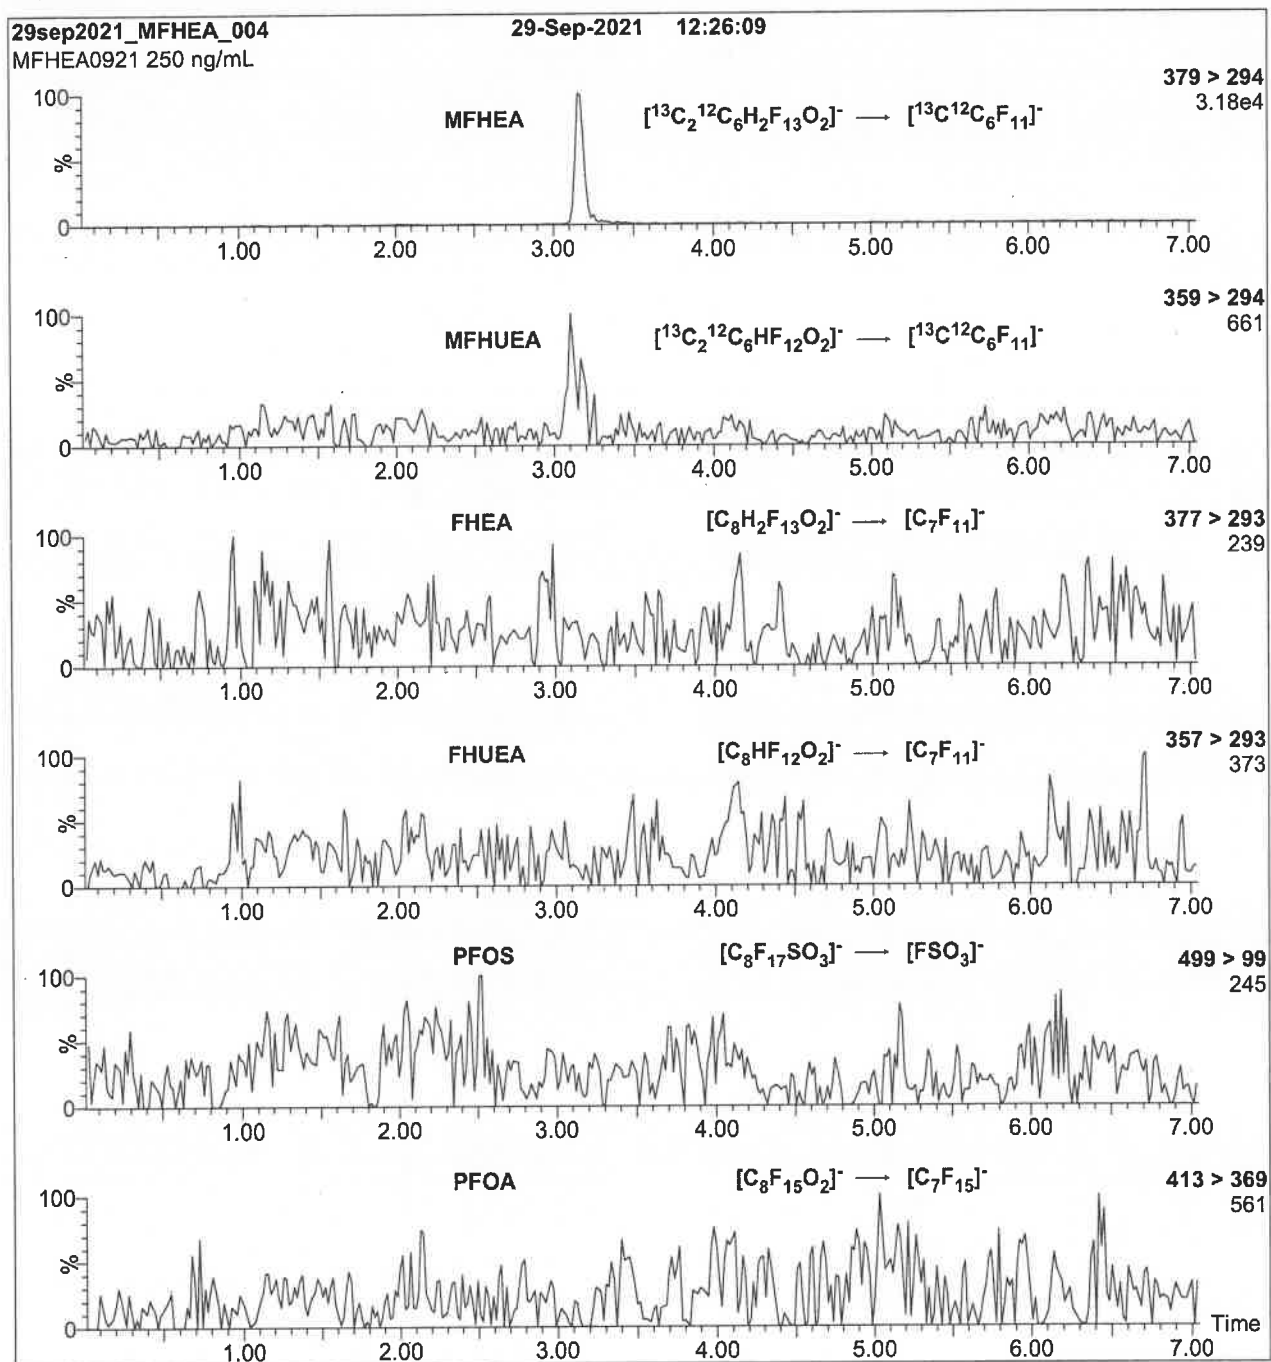 29sep2021_MFHEA_004 29-Sep-2021 12:26:09
MFHEA0921 250 ng/mL
379 > 294
3.18e4
MFHEA [¹³C₂¹²C₆H₂F₁₃O₂]⁻ → [¹³C¹²C₆F₁₁]⁻
100
%
0
1.00 2.00 3.00 4.00 5.00 6.00 7.00
359 > 294
661
MFHUEA [¹³C₂¹²C₆HF₁₂O₂]⁻ → [¹³C¹²C₆F₁₁]⁻
100
%
0
1.00 2.00 3.00 4.00 5.00 6.00 7.00
377 > 293
239
FHEA [C₈H₂F₁₃O₂]⁻ → [C₇F₁₁]⁻
100
%
0
1.00 2.00 3.00 4.00 5.00 6.00 7.00
357 > 293
373
FHUEA [C₈HF₁₂O₂]⁻ → [C₇F₁₁]⁻
100
%
0
1.00 2.00 3.00 4.00 5.00 6.00 7.00
499 > 99
245
PFOS [C₈F₁₇SO₃]⁻ → [FSO₃]⁻
100
%
0
1.00 2.00 3.00 4.00 5.00 6.00 7.00
413 > 369
561
PFOA [C₈F₁₅O₂]⁻ → [C₇F₁₅]⁻
100
%
0
Time
1.00 2.00 3.00 4.00 5.00 6.00 7.00